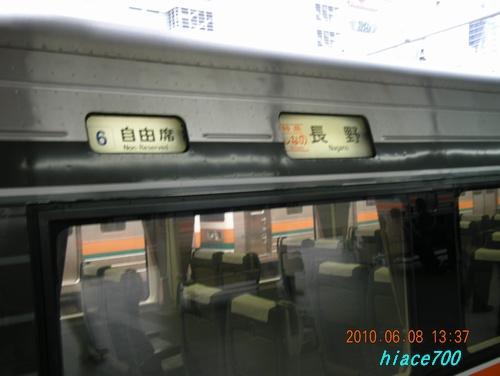 6 自由席
Non-Reserved
特急
しなの
長野
Nagano
2010.06.08 13:37
hiace700